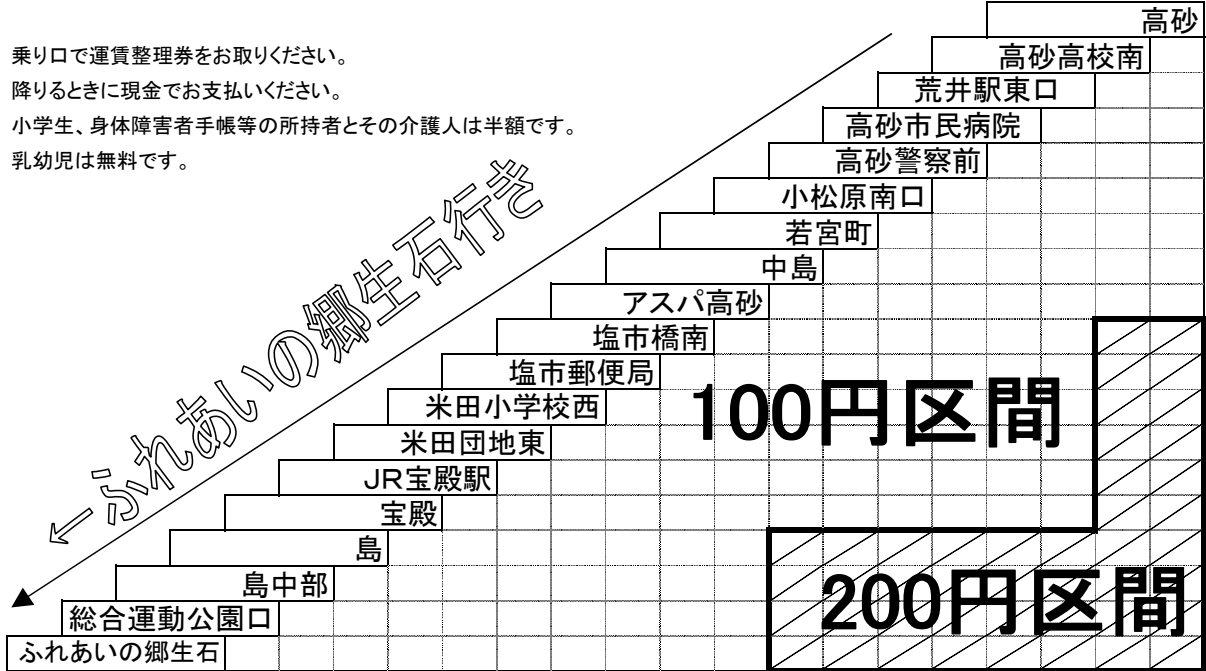 乗り口で運賃整理券をお取りください。
降りるときに現金でお支払いください。
小学生、身体障害者手帳等の所持者とその介護人は半額です。
乳幼児は無料です。
←ふれあいの郷生石行き
高砂
高砂高校南
荒井駅東口
高砂市民病院
高砂警察前
小松原南口
若宮町
中島
アスパ高砂
塩市橋南
塩市郵便局
米田小学校西
米田団地東
JR宝殿駅
宝殿
島
島中部
総合運動公園口
ふれあいの郷生石
100円区間
200円区間